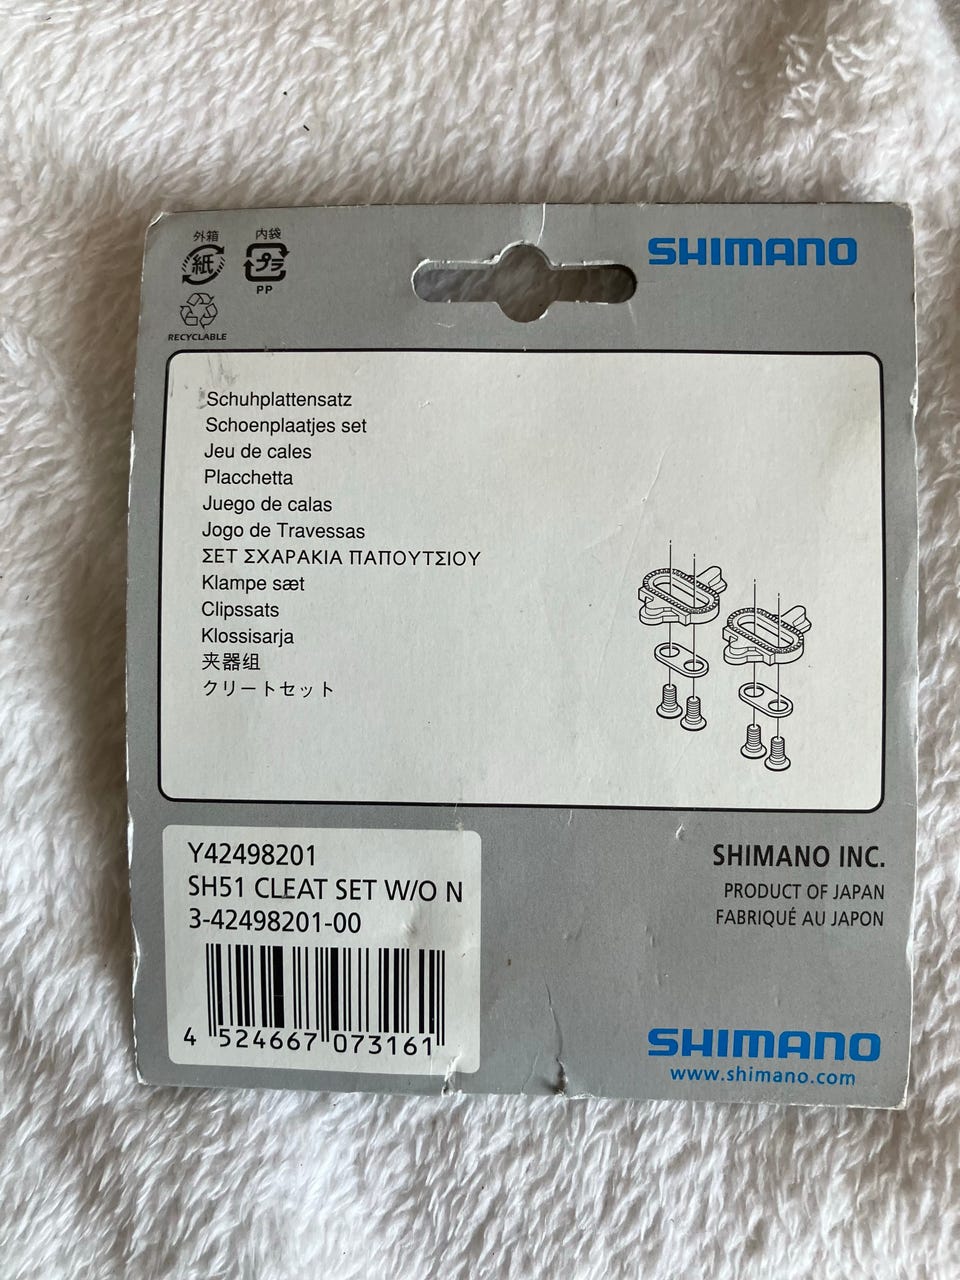 外箱
紙
内袋
プラ
PP
RECYCLABLE
SHIMANO
Schuhplattensatz
Schoenplaatjes set
Jeu de cales
Placchetta
Juego de calas
Jogo de Travessas
ΣΕΤ ΣΧΑΡΑΚΙΑ ΠΑΠΟΥΤΣΙΟΥ
Klampe sæt
Clipssats
Klossisarja
夹器组
クリートセット
Y42498201
SH51 CLEAT SET W/O N
3-42498201-00
4 524667 073161
SHIMANO INC.
PRODUCT OF JAPAN
FABRIQUÉ AU JAPON
SHIMANO
www.shimano.com